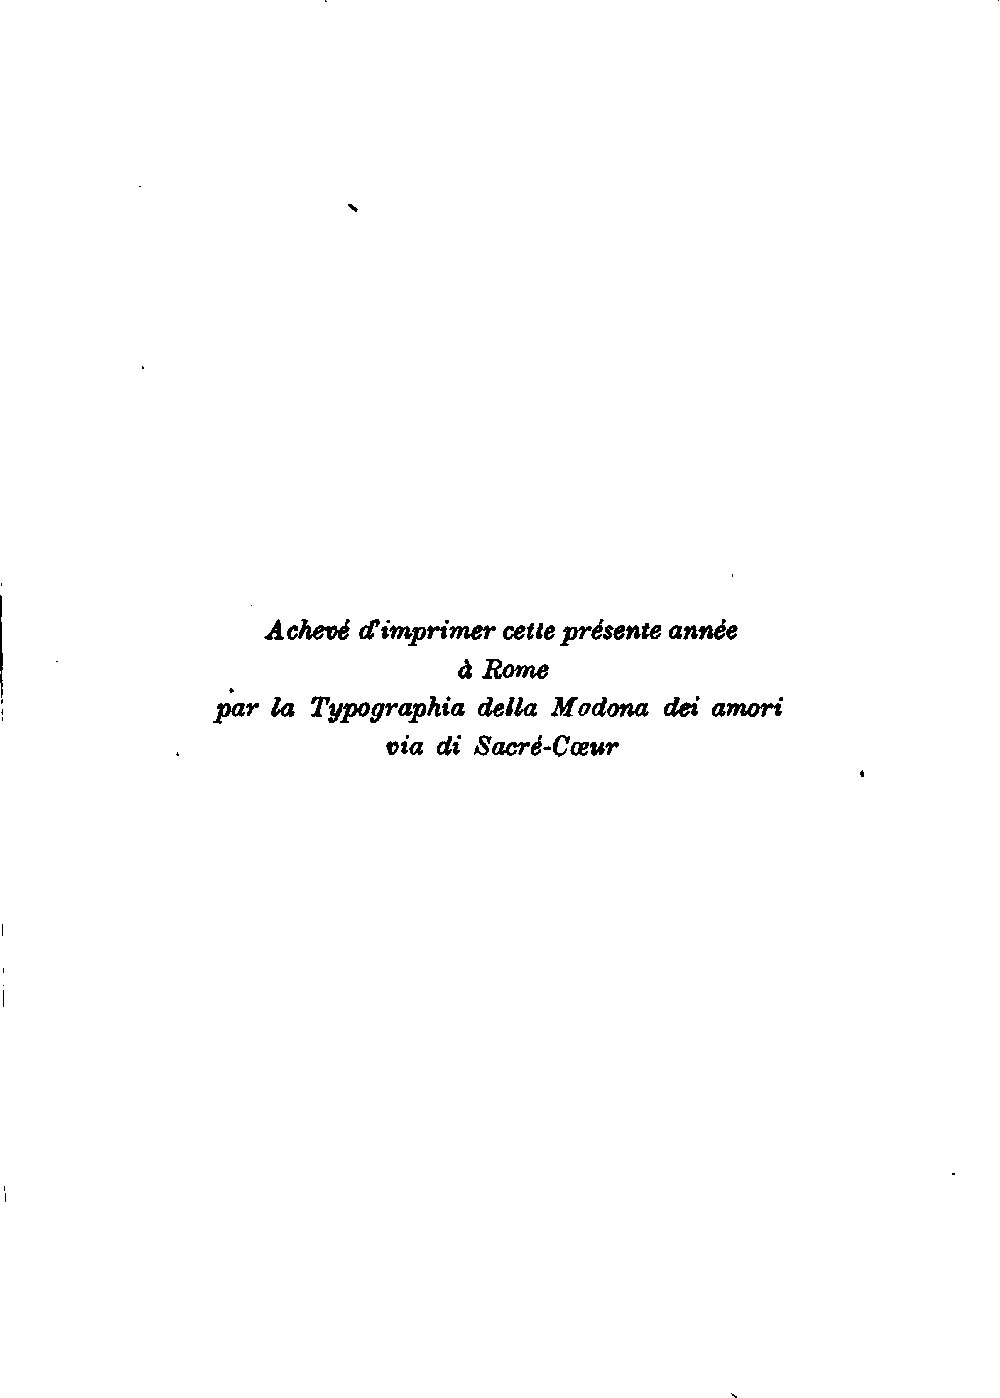 Achevé d'imprimer cette présente année
à Rome
par la Typographia della Modona dei amori
via di Sacré-Cœur